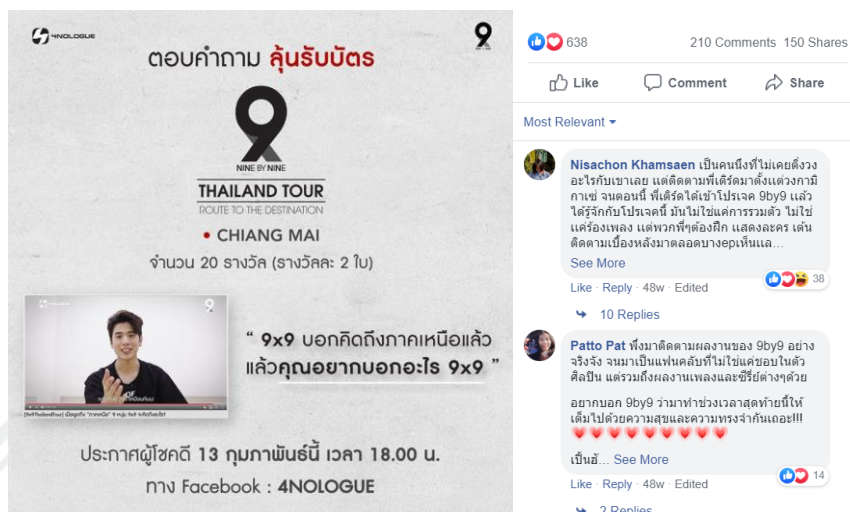 4NOLOGUE
9
ตอบคำถาม ลุ้นรับบัตร
9
NINE BY NINE
THAILAND TOUR
ROUTE TO THE DESTINATION
• CHIANG MAI
จำนวน 20 รางวัล (รางวัลละ 2 ใบ)
“ 9x9 บอกคิดถึงภาคเหนือแล้ว
แล้วคุณอยากบอกอะไร 9x9 ”
ประกาศผู้โชคดี 13 กุมภาพันธ์นี้ เวลา 18.00 น.
ทาง Facebook : 4NOLOGUE
638
210 Comments 150 Shares
Like Comment Share
Most Relevant
Nisachon Khamsaen เป็นคนนึงที่ไม่เคยติ่งวง
อะไรกับเขาเลย แต่ติดตามพี่เติร์ดมาตั้งแต่วงกามิ
กาเซ่ จนตอนนี้ พี่เติร์ดได้เข้าโปรเจค 9by9 แล้ว
ได้รู้จักกับโปรเจคนี้ มันไม่ใช่แค่การรวมตัว ไม่ใช่
แค่ร้องเพลง แต่พวกพี่ๆต้องฝึก แสดงละคร เต้น
ติดตามเบื้องหลังมาตลอดบางepเห็นแล…
See More
38
Like · Reply · 48w · Edited
10 Replies
Patto Pat พึ่งมาติดตามผลงานของ 9by9 อย่าง
จริงจัง จนมาเป็นแฟนคลับที่ไม่ใช่แค่ชอบในตัว
ศิลปิน แต่รวมถึงผลงานเพลงและซีรี่ย์ต่างๆด้วย
อยากบอก 9by9 ว่ามาทำช่วงเวลาสุดท้ายนี้ให้
เต็มไปด้วยความสุขและความทรงจำกันเถอะ!!!
เป็นฮั… See More
14
Like · Reply · 48w · Edited
2 Replies